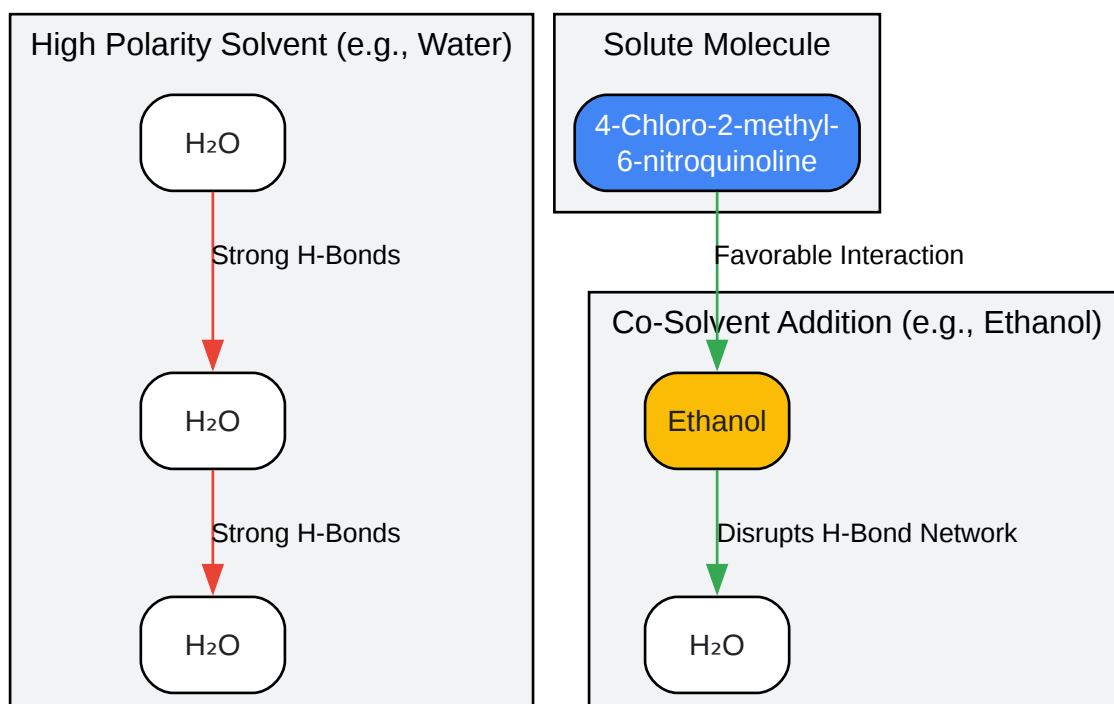 High Polarity Solvent (e.g., Water)
H₂O
Strong H-Bonds
H₂O
Strong H-Bonds
H₂O
Solute Molecule
4-Chloro-2-methyl-
6-nitroquinoline
Favorable Interaction
Co-Solvent Addition (e.g., Ethanol)
Ethanol
Disrupts H-Bond Network
H₂O